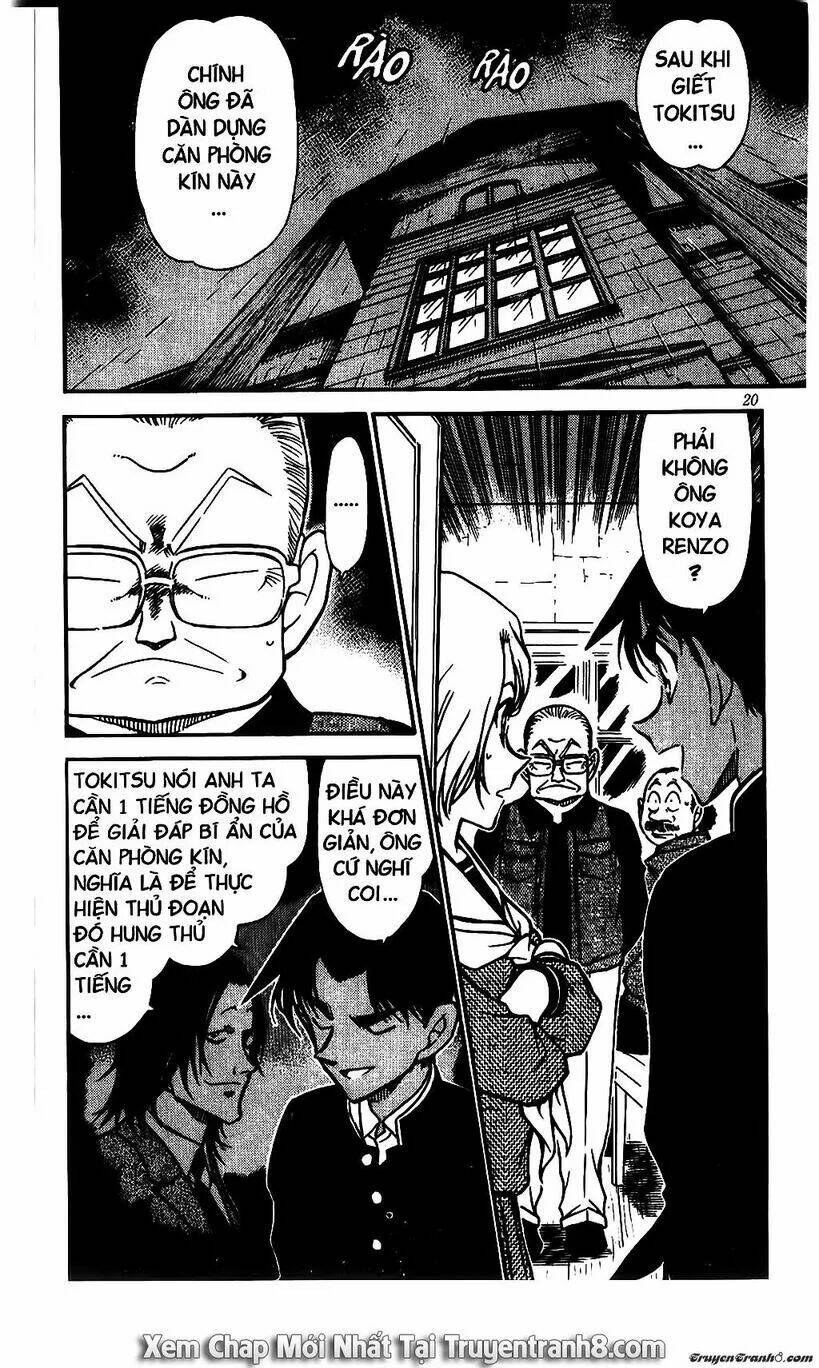 SAU KHI
GIẾT
TOKITSU
...
RÀO
RÀO
CHÍNH
ÔNG ĐÃ
DÀN DỰNG
CĂN PHÒNG
KÍN NÀY
...
20
PHẢI
KHÔNG
ÔNG
KOYA
RENZO
?
......
ĐIỀU NÀY
KHÁ ĐƠN
GIẢN, ÔNG
CỨ NGHĨ
COI...
TOKITSU NÓI ANH TA
CẦN 1 TIẾNG ĐỒNG HỒ
ĐỂ GIẢI ĐÁP BÍ ẨN CỦA
CĂN PHÒNG KÍN,
NGHĨA LÀ ĐỂ THỰC
HIỆN THỦ ĐOẠN
ĐÓ HUNG THỦ
CẦN 1
TIẾNG
...
Xem Chap Mới Nhất Tại Truyentranh8.com
TruyenTranh8.com